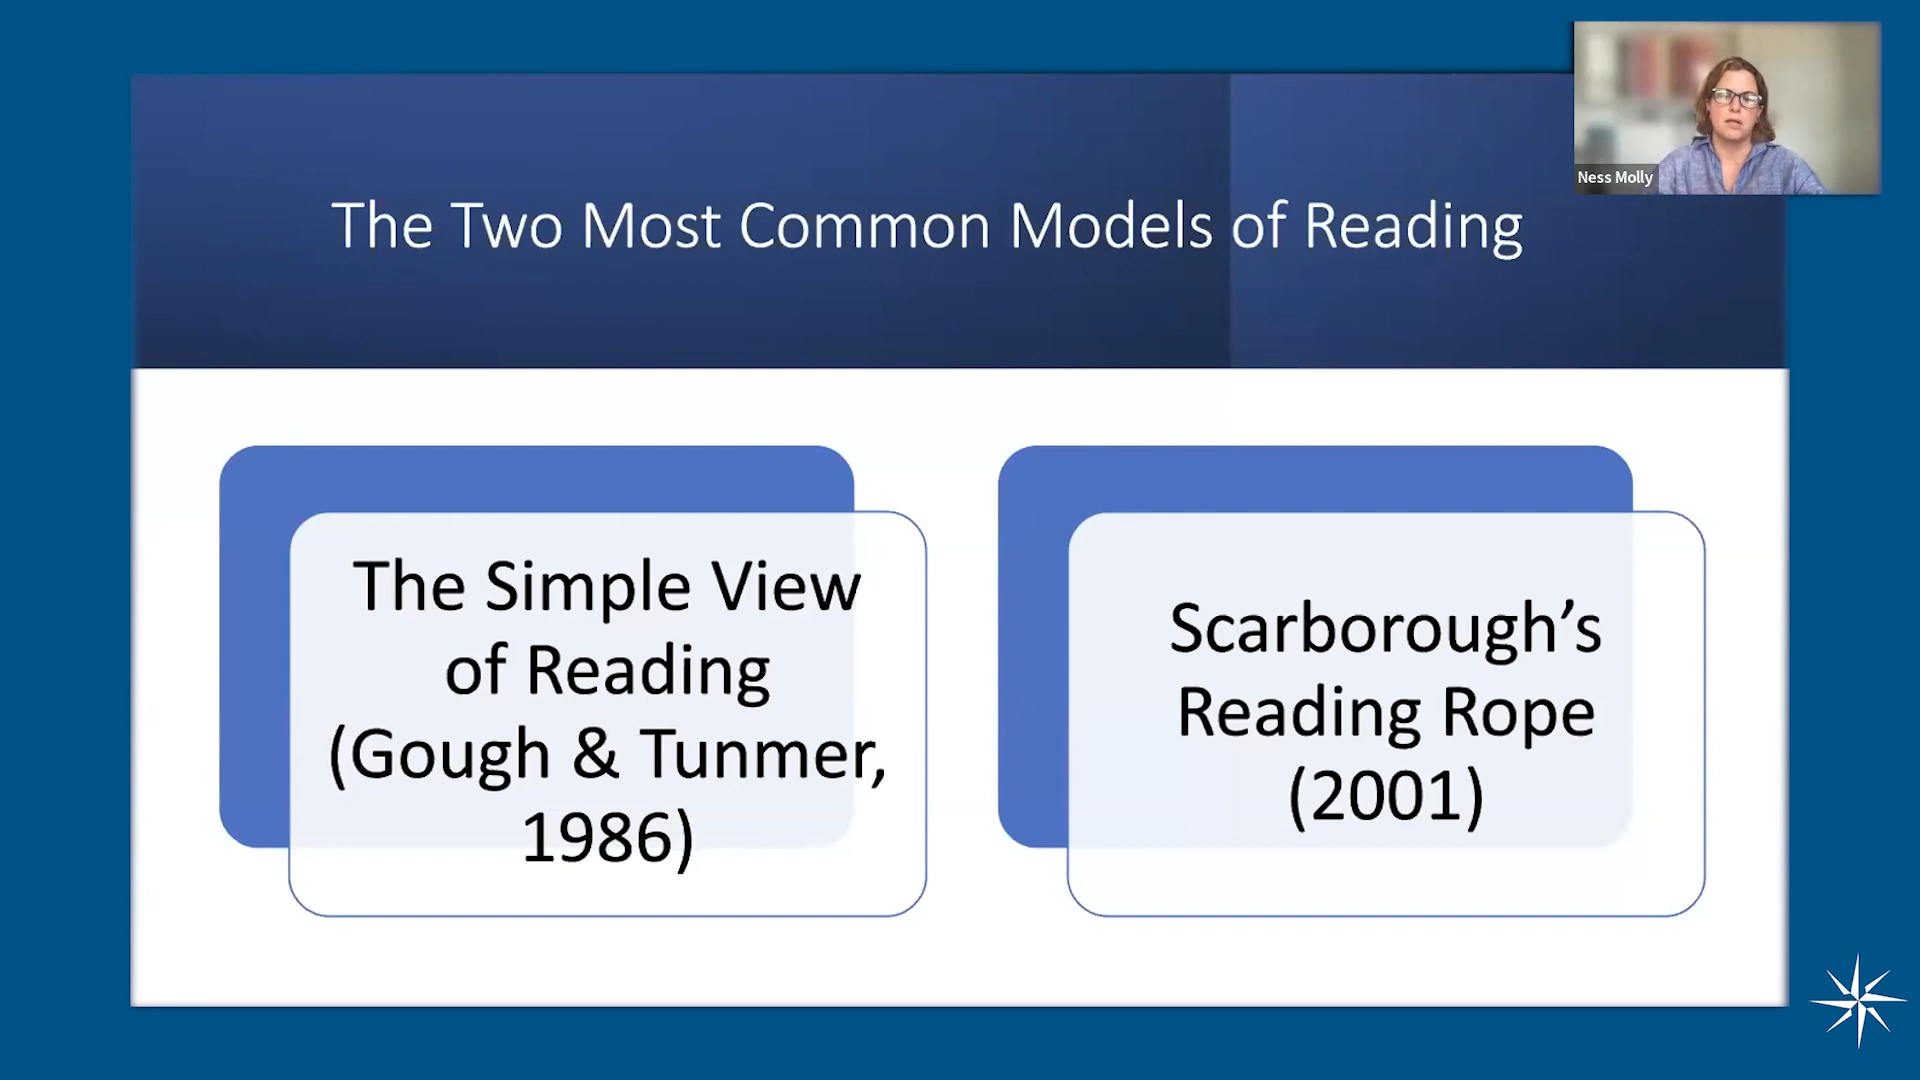 Ness Molly
The Two Most Common Models of Reading
The Simple View
of Reading
(Gough & Tunmer,
1986)
Scarborough’s
Reading Rope
(2001)